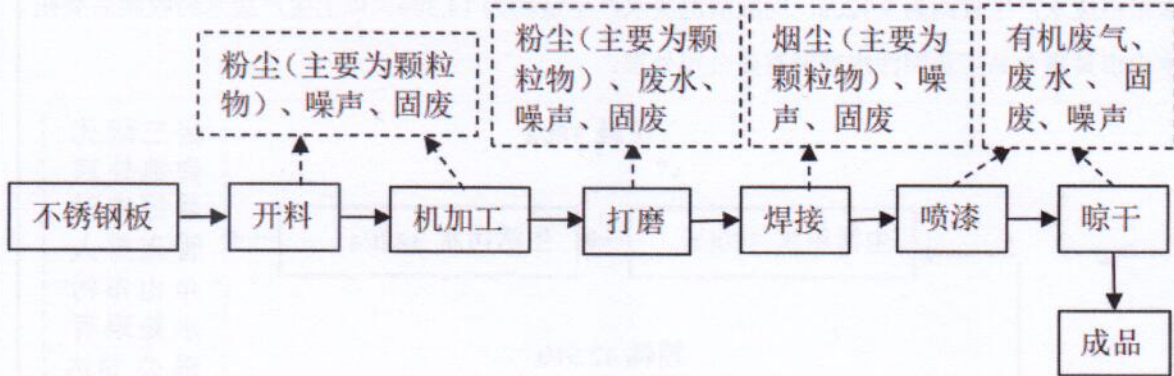 粉尘（主要为颗粒
物）、噪声、固废
粉尘（主要为颗
粒物）、废水、
噪声、固废
烟尘（主要为
颗粒物）、噪
声、固废
有机废气、
废水、固
废、噪声
不锈钢板
开料
机加工
打磨
焊接
喷漆
晾干
成品